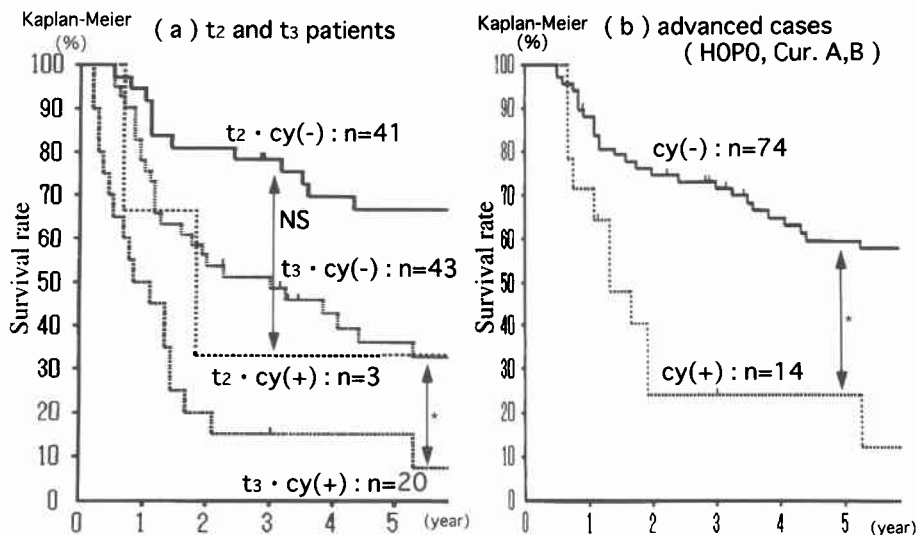 Kaplan-Meier
(%)
( a ) t2 and t3 patients
Survival rate
100
90
80
70
60
50
40
30
20
10
0
t2・cy(-) : n=41
NS
t3・cy(-) : n=43
t2・cy(+) : n=3
*
t3・cy(+) : n=20
0 1 2 3 4 5 (year)
Kaplan-Meier
(%)
( b ) advanced cases
( H0P0, Cur. A,B )
Survival rate
100
90
80
70
60
50
40
30
20
10
0
cy(-) : n=74
*
cy(+) : n=14
1 2 3 4 5 (year)